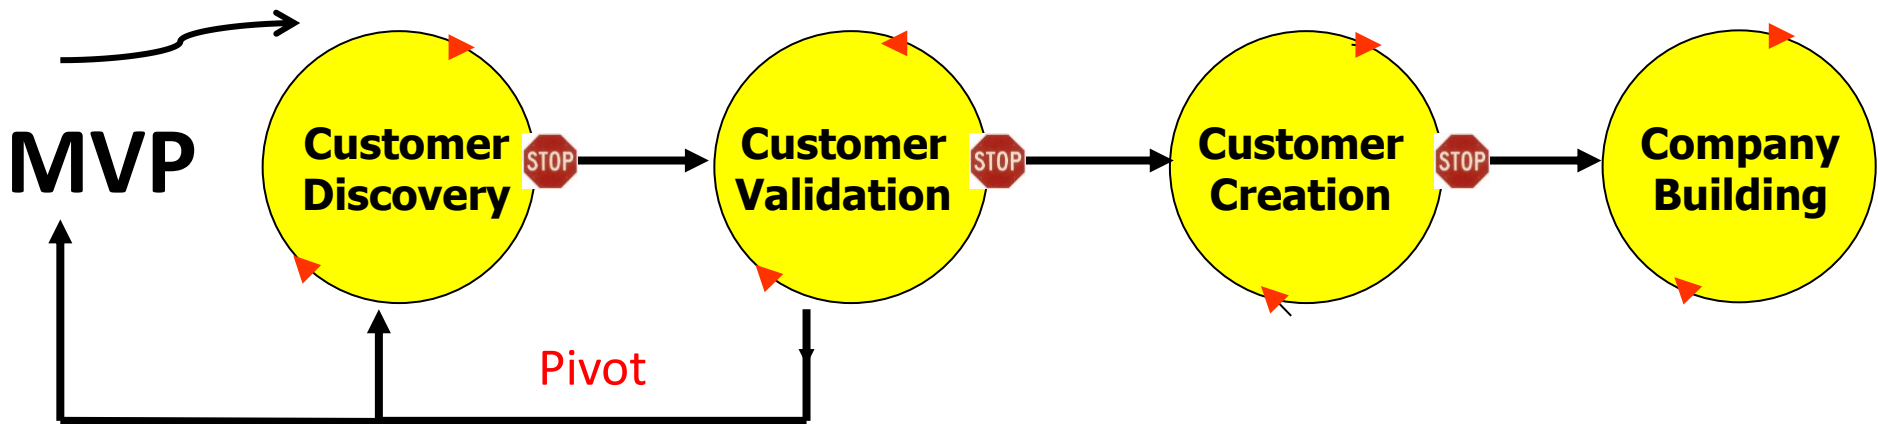 MVP
Customer
Discovery
STOP
Customer
Validation
STOP
Customer
Creation
STOP
Company
Building
Pivot